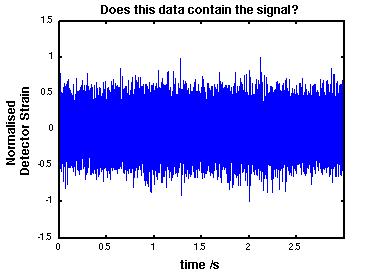 Does this data contain the signal?
1.5
1
0.5
0
-0.5
-1
-1.5
Normalised
Detector Strain
0 0.5 1 1.5 2 2.5
time /s